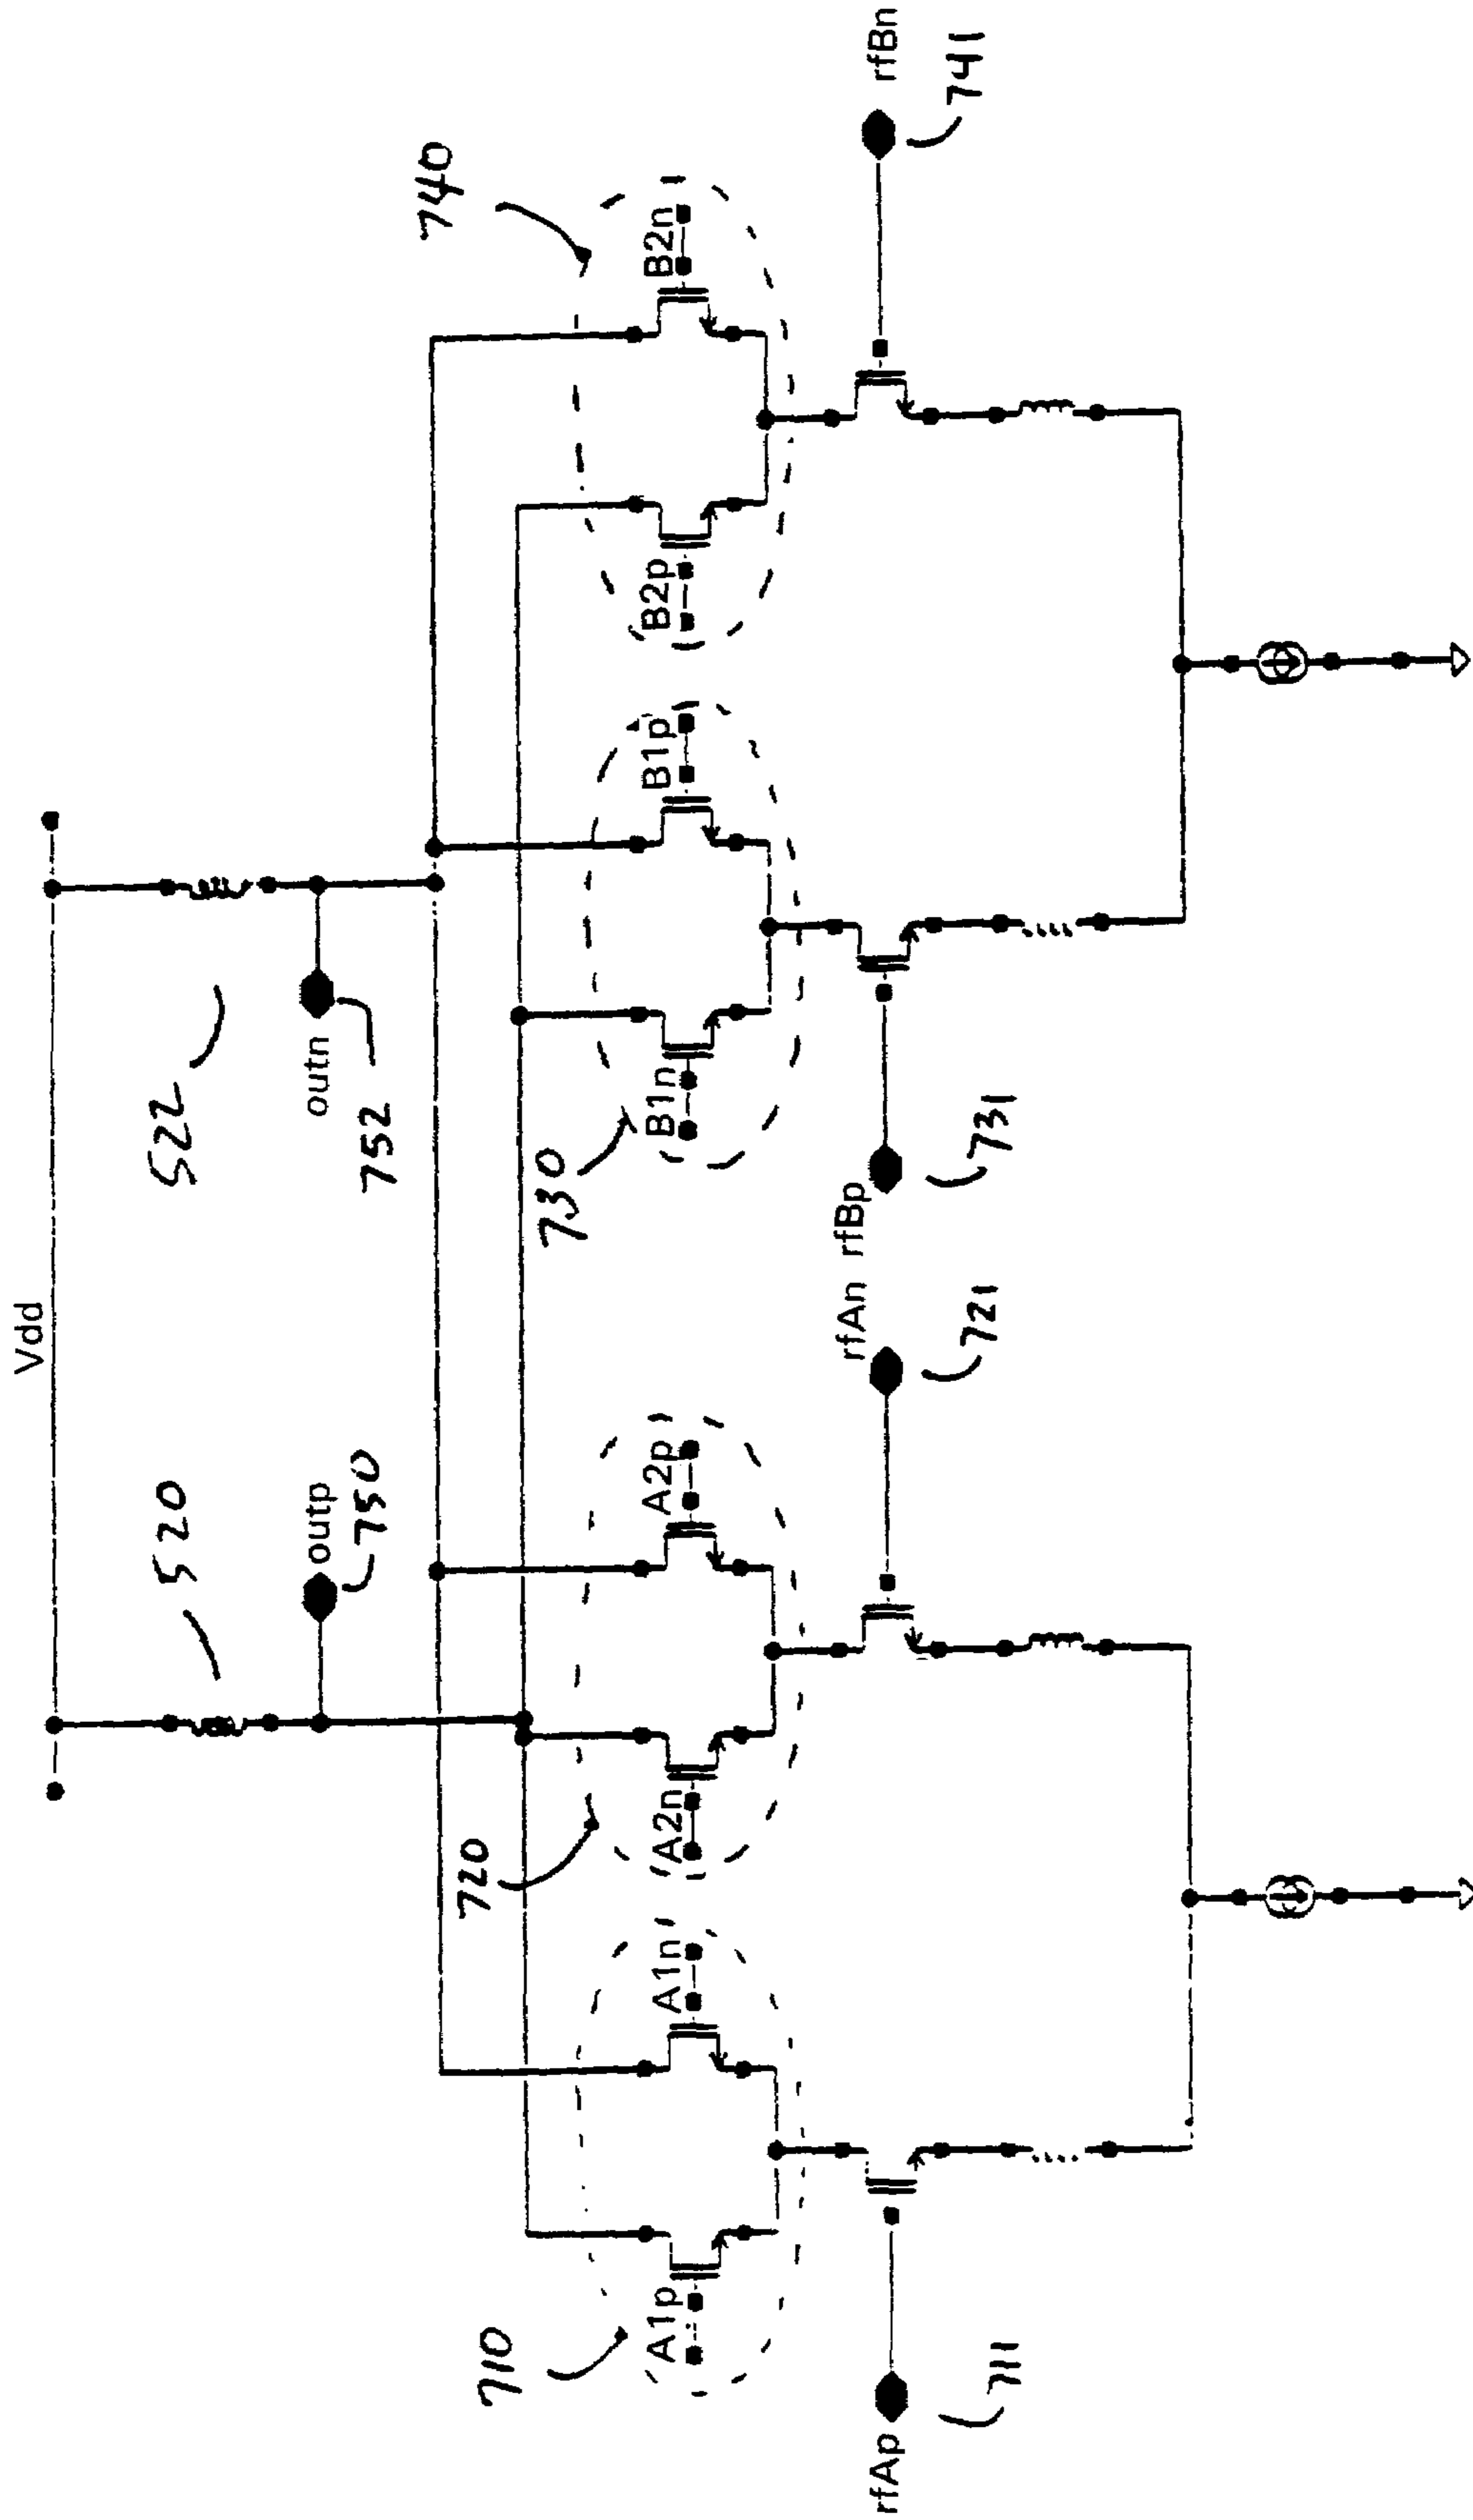 Vdd
520
522
outp
750
outn
752
710
720
730
740
A1p
A1n
A2n
A2p
B1n
B1p
B2p
B2n
rfAp
711
rfAn
721
rfBp
731
rfBn
741